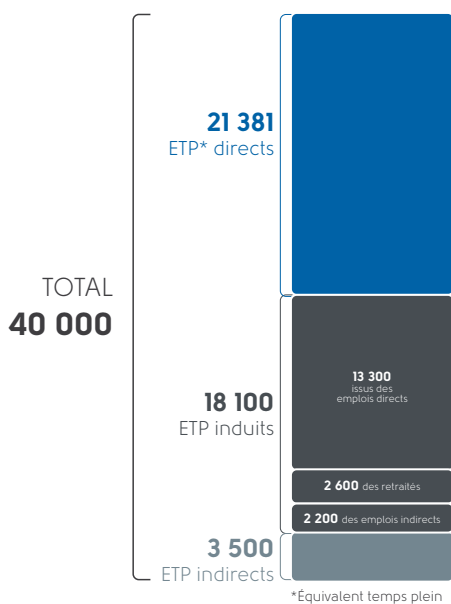 21 381
ETP* directs
TOTAL
40 000
13 300
issus des
emplois directs
18 100
ETP induits
2 600 des retraités
2 200 des emplois indirects
3 500
ETP indirects
*Équivalent temps plein